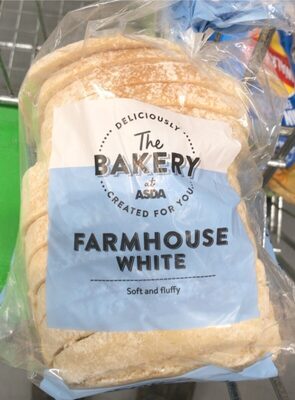 DELICIOUSLY
The
BAKERY
at
ASDA
CREATED FOR YOU
FARMHOUSE
WHITE
Soft and fluffy